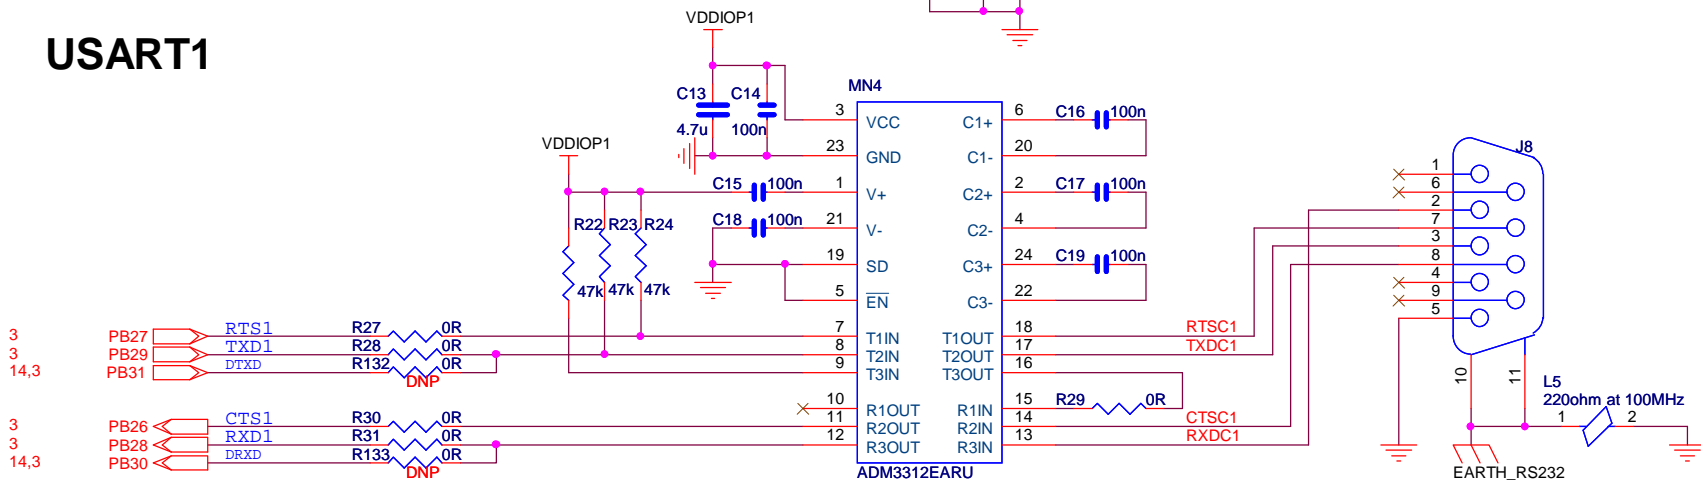 VDDIOP1
USART1
MN4
C13 C14
4.7u 100n
3 VCC C1+ 6 C16 100n
23 GND C1- 20
VDDIOP1
J8
C15 100n 1 V+ C2+ 2 C17 100n
C18 100n 21 V- C2- 4
R22 R23 R24
47k 47k 47k
19 SD C3+ 24 C19 100n
5 EN C3- 22
1
6
2
7
3
8
4
9
5
3 PB27 RTS1 R27 0R 7 T1IN T1OUT 18 RTSC1
3 PB29 TXD1 R28 0R 8 T2IN T2OUT 17 TXDC1
14,3 PB31 DTXD R132 0R 9 T3IN T3OUT 16
DNP
10 11
L5
220ohm at 100MHz
1 2
10 R1OUT R1IN 15 R29 0R
3 PB26 CTS1 R30 0R 11 R2OUT R2IN 14 CTSC1
3 PB28 RXD1 R31 0R 12 R3OUT R3IN 13 RXDC1
14,3 PB30 DRXD R133 0R
DNP
ADM3312EARU
EARTH_RS232